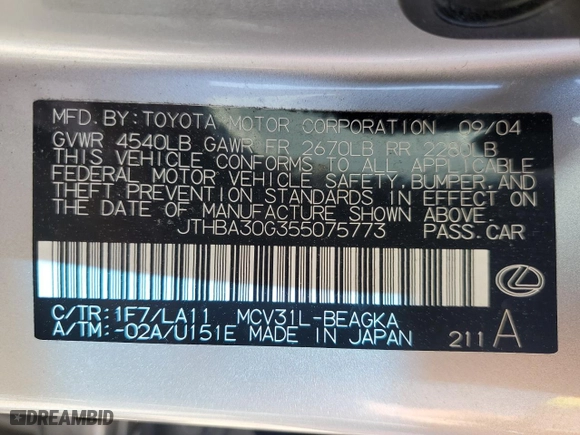 MFD. BY: TOYOTA MOTOR CORPORATION 09/04
GVWR 4540LB GAWR FR 2670LB RR 2280LB
THIS VEHICLE CONFORMS TO ALL APPLICABLE
FEDERAL MOTOR VEHICLE SAFETY, BUMPER, AND
THEFT PREVENTION STANDARDS IN EFFECT ON
THE DATE OF MANUFACTURE SHOWN ABOVE.
JTHBA30G355075773 PASS. CAR
C/TR: 1F7/LA11 MCV31L-BEAGKA
A/TM: -02A/U151E MADE IN JAPAN 211A
DREAMBID